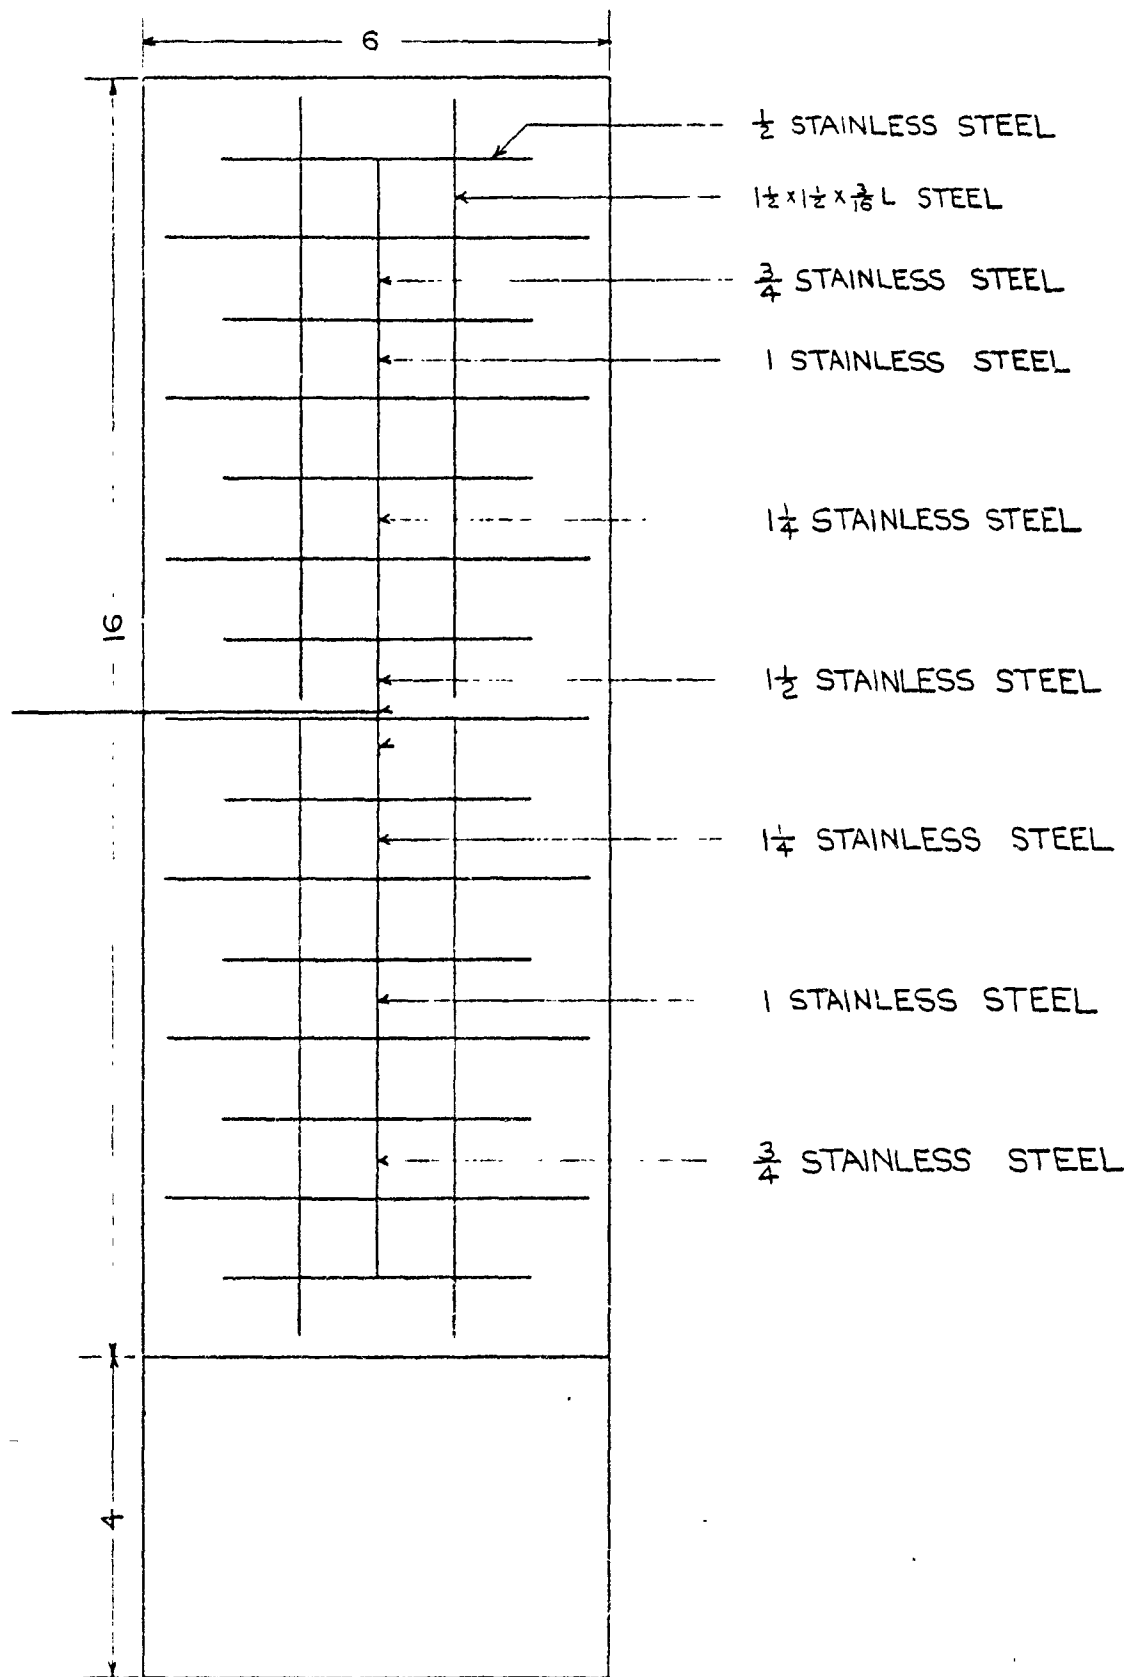 6
½ STAINLESS STEEL
1½ x 1½ x 3/16 L STEEL
¾ STAINLESS STEEL
1 STAINLESS STEEL
1¼ STAINLESS STEEL
16
1½ STAINLESS STEEL
1¼ STAINLESS STEEL
1 STAINLESS STEEL
¾ STAINLESS STEEL
4